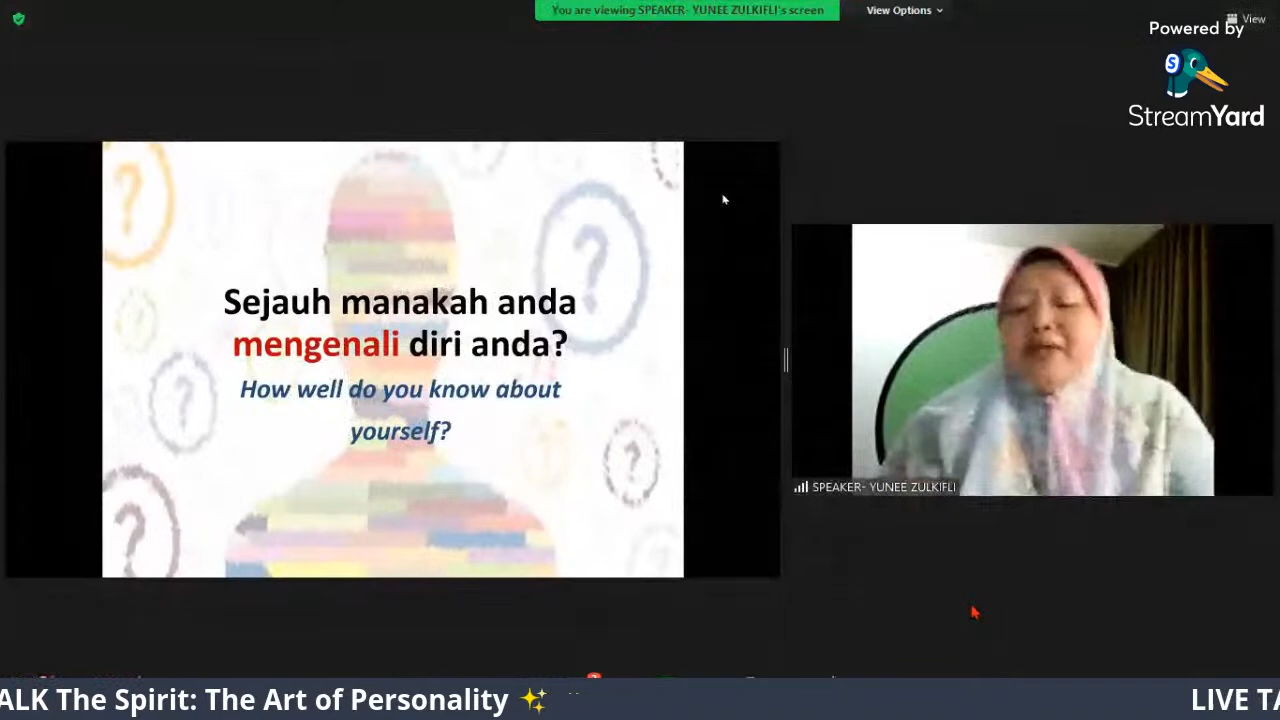 You are viewing SPEAKER- YUNEE ZULKIFLI's screen
View Options
View
Powered by
StreamYard
Sejauh manakah anda
mengenali diri anda?
How well do you know about
yourself?
SPEAKER- YUNEE ZULKIFLI
ALK The Spirit: The Art of Personality ✨
LIVE TA